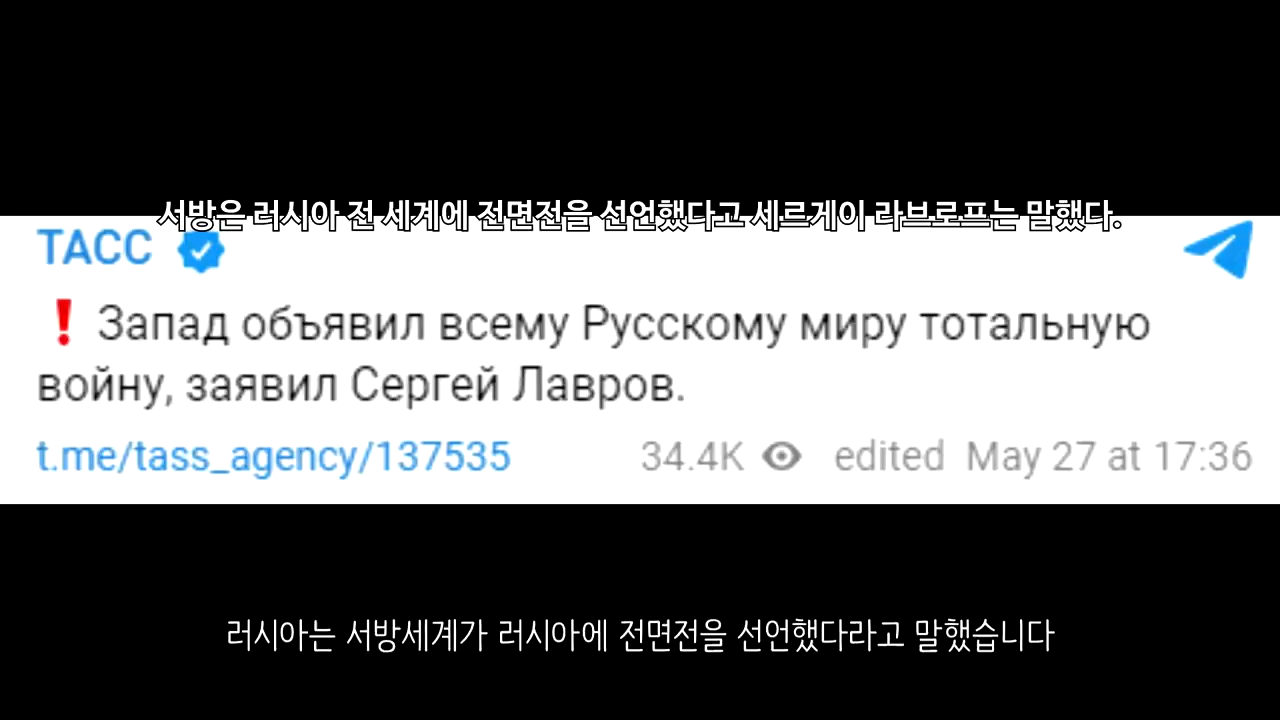 서방은 러시아 전 세계에 전면전을 선언했다고 세르게이 라브로프는 말했다.
ТАСС
❗ Запад объявил всему Русскому миру тотальную
войну, заявил Сергей Лавров.
t.me/tass_agency/137535 34.4K edited May 27 at 17:36
러시아는 서방세계가 러시아에 전면전을 선언했다라고 말했습니다